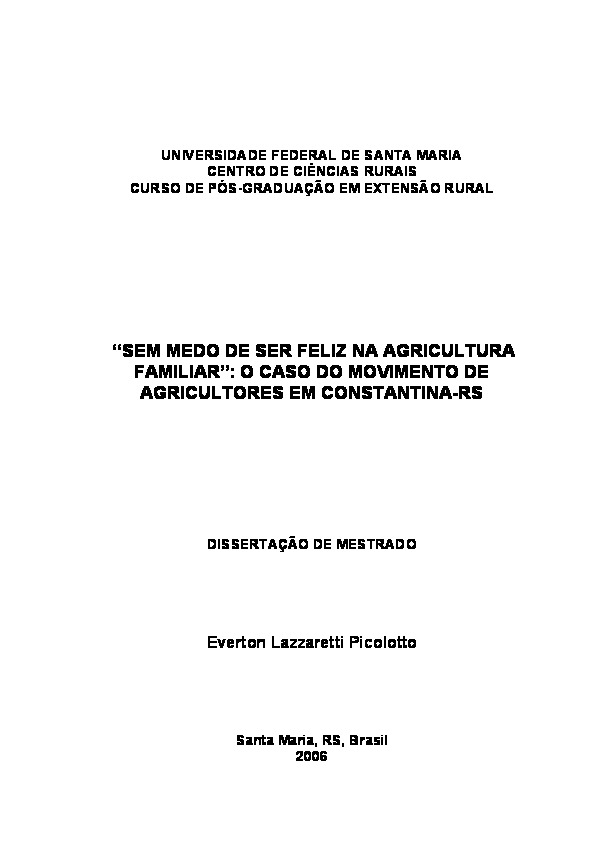 UNIVERSIDADE FEDERAL DE SANTA MARIA
CENTRO DE CIÊNCIAS RURAIS
CURSO DE PÓS-GRADUAÇÃO EM EXTENSÃO RURAL
“SEM MEDO DE SER FELIZ NA AGRICULTURA
FAMILIAR”: O CASO DO MOVIMENTO DE
AGRICULTORES EM CONSTANTINA-RS
DISSERTAÇÃO DE MESTRADO
Everton Lazzaretti Picolotto
Santa Maria, RS, Brasil
2006